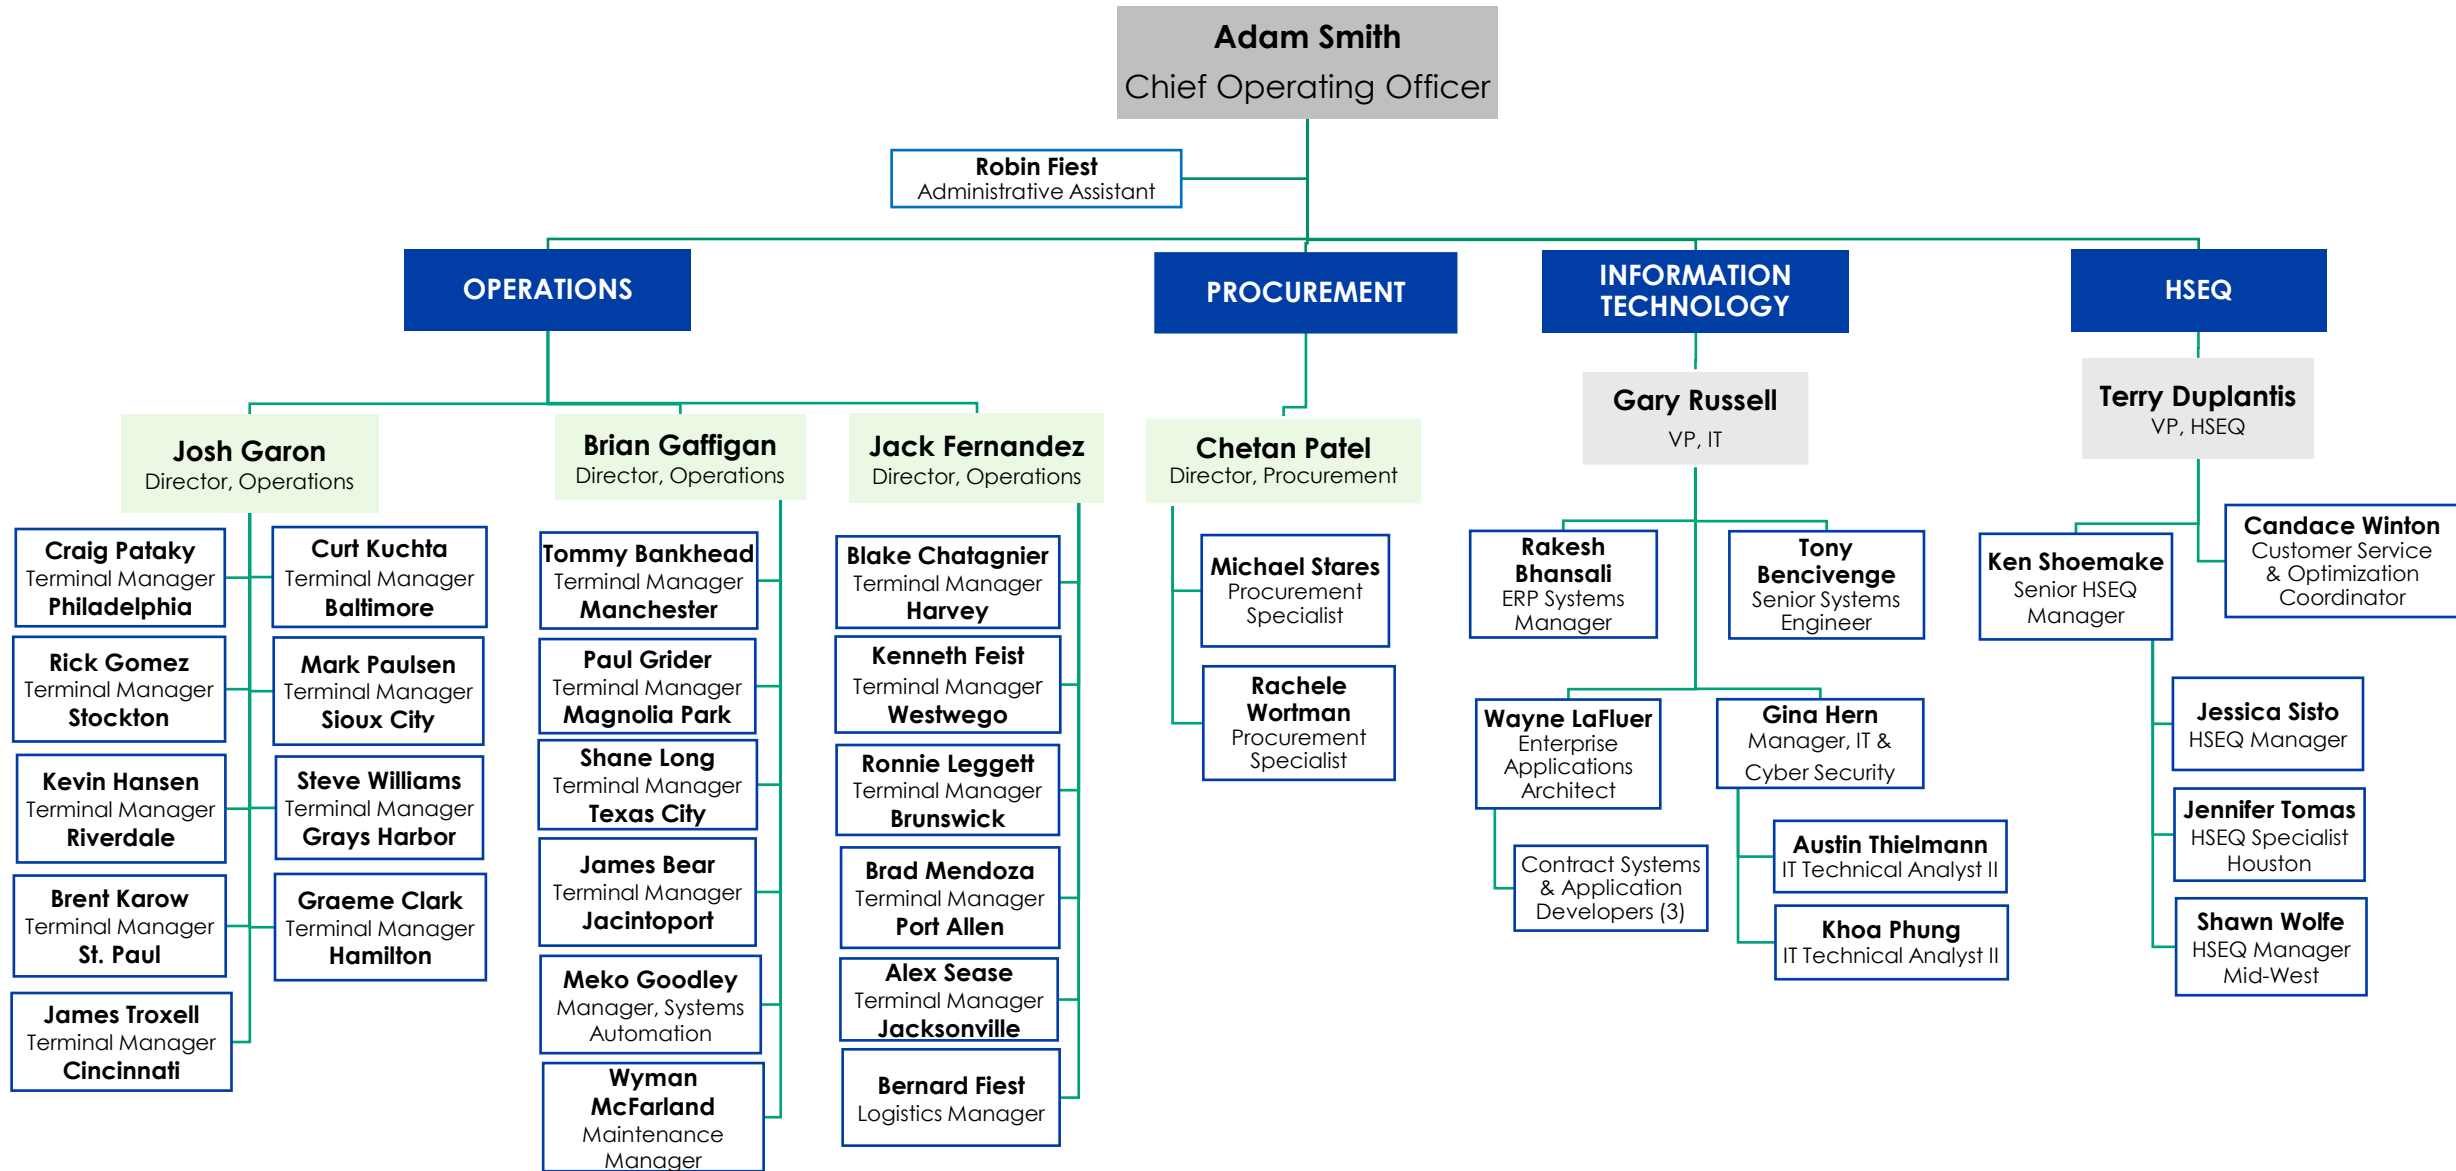 Adam Smith
Chief Operating Officer
Robin Fiest
Administrative Assistant
OPERATIONS
PROCUREMENT
INFORMATION
TECHNOLOGY
HSEQ
Josh Garon
Director, Operations
Craig Pataky
Terminal Manager
Philadelphia
Curt Kuchta
Terminal Manager
Baltimore
Rick Gomez
Terminal Manager
Stockton
Mark Paulsen
Terminal Manager
Sioux City
Kevin Hansen
Terminal Manager
Riverdale
Steve Williams
Terminal Manager
Grays Harbor
Brent Karow
Terminal Manager
St. Paul
Graeme Clark
Terminal Manager
Hamilton
James Troxell
Terminal Manager
Cincinnati
Brian Gaffigan
Director, Operations
Tommy Bankhead
Terminal Manager
Manchester
Paul Grider
Terminal Manager
Magnolia Park
Shane Long
Terminal Manager
Texas City
James Bear
Terminal Manager
Jacintoport
Meko Goodley
Manager, Systems
Automation
Wyman
McFarland
Maintenance
Manager
Jack Fernandez
Director, Operations
Blake Chatagnier
Terminal Manager
Harvey
Kenneth Feist
Terminal Manager
Westwego
Ronnie Leggett
Terminal Manager
Brunswick
Brad Mendoza
Terminal Manager
Port Allen
Alex Sease
Terminal Manager
Jacksonville
Bernard Fiest
Logistics Manager
Chetan Patel
Director, Procurement
Michael Stares
Procurement
Specialist
Rachele
Wortman
Procurement
Specialist
Gary Russell
VP, IT
Rakesh
Bhansali
ERP Systems
Manager
Tony
Bencivenge
Senior Systems
Engineer
Wayne LaFluer
Enterprise
Applications
Architect
Contract Systems
& Application
Developers (3)
Gina Hern
Manager, IT &
Cyber Security
Austin Thielmann
IT Technical Analyst II
Khoa Phung
IT Technical Analyst II
Terry Duplantis
VP, HSEQ
Ken Shoemake
Senior HSEQ
Manager
Candace Winton
Customer Service
& Optimization
Coordinator
Jessica Sisto
HSEQ Manager
Jennifer Tomas
HSEQ Specialist
Houston
Shawn Wolfe
HSEQ Manager
Mid-West